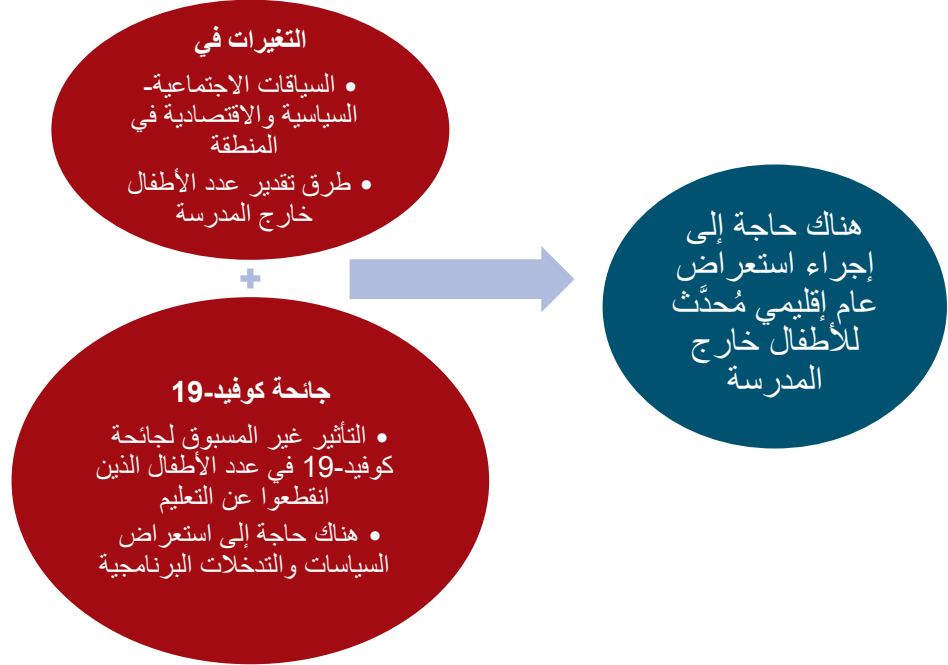 التغيرات في
• السياقات الاجتماعية-
السياسية والاقتصادية في
المنطقة
• طرق تقدير عدد الأطفال
خارج المدرسة
جائحة كوفيد-19
• التأثير غير المسبوق لجائحة
كوفيد-19 في عدد الأطفال الذين
انقطعوا عن التعليم
• هناك حاجة إلى استعراض
السياسات والتدخلات البرنامجية
هناك حاجة إلى
إجراء استعراض
عام إقليمي مُحدَّث
للأطفال خارج
المدرسة